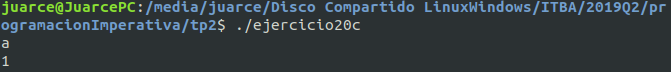 juarce@JuarcePC:/media/juarce/Disco Compartido LinuxWindows/ITBA/2019Q2/pr
ogramacionImperativa/tp2$ ./ejercicio20c
a
1